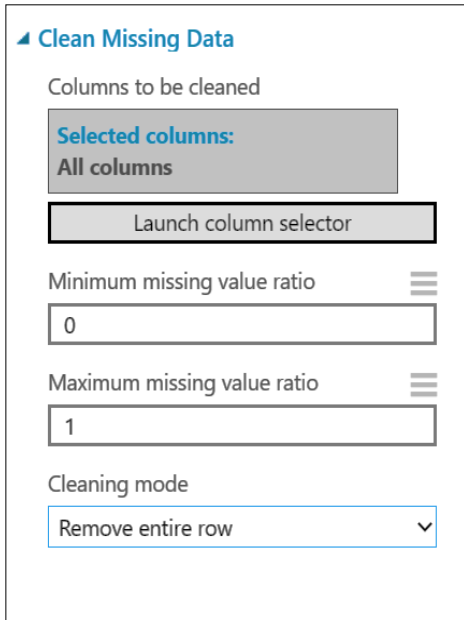 Clean Missing Data
Columns to be cleaned
Selected columns:
All columns
Launch column selector
Minimum missing value ratio
0
Maximum missing value ratio
1
Cleaning mode
Remove entire row